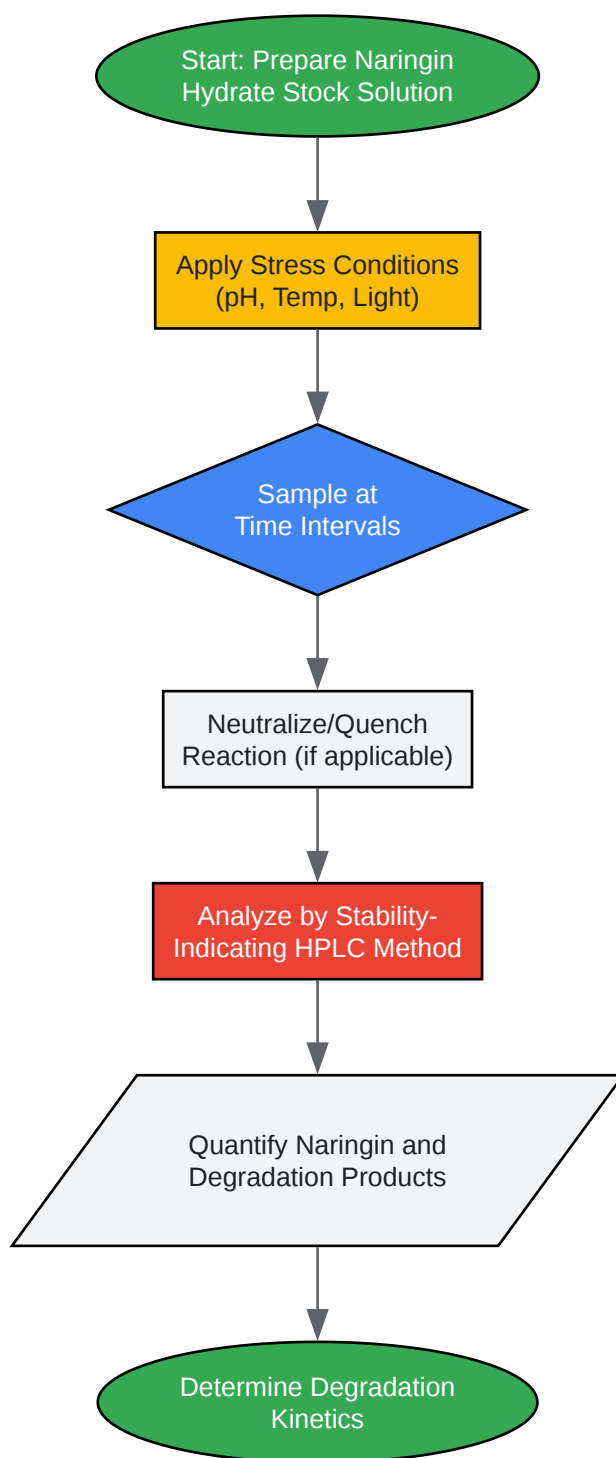 Start: Prepare Naringin
Hydrate Stock Solution
Apply Stress Conditions
(pH, Temp, Light)
Sample at
Time Intervals
Neutralize/Quench
Reaction (if applicable)
Analyze by Stability-
Indicating HPLC Method
Quantify Naringin and
Degradation Products
Determine Degradation
Kinetics